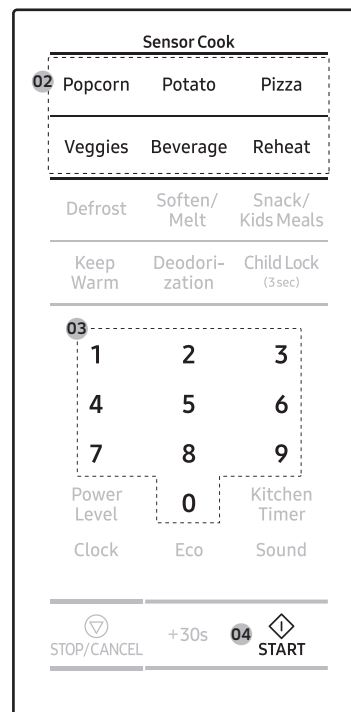 Sensor Cook
02 Popcorn Potato Pizza
Veggies Beverage Reheat
Defrost Soften/ Snack/
Melt Kids Meals
Keep Deodori- Child Lock
Warm zation (3 sec)
03
1 2 3
4 5 6
7 8 9
Power 0 Kitchen
Level Timer
Clock Eco Sound
STOP/CANCEL +30s 04 START